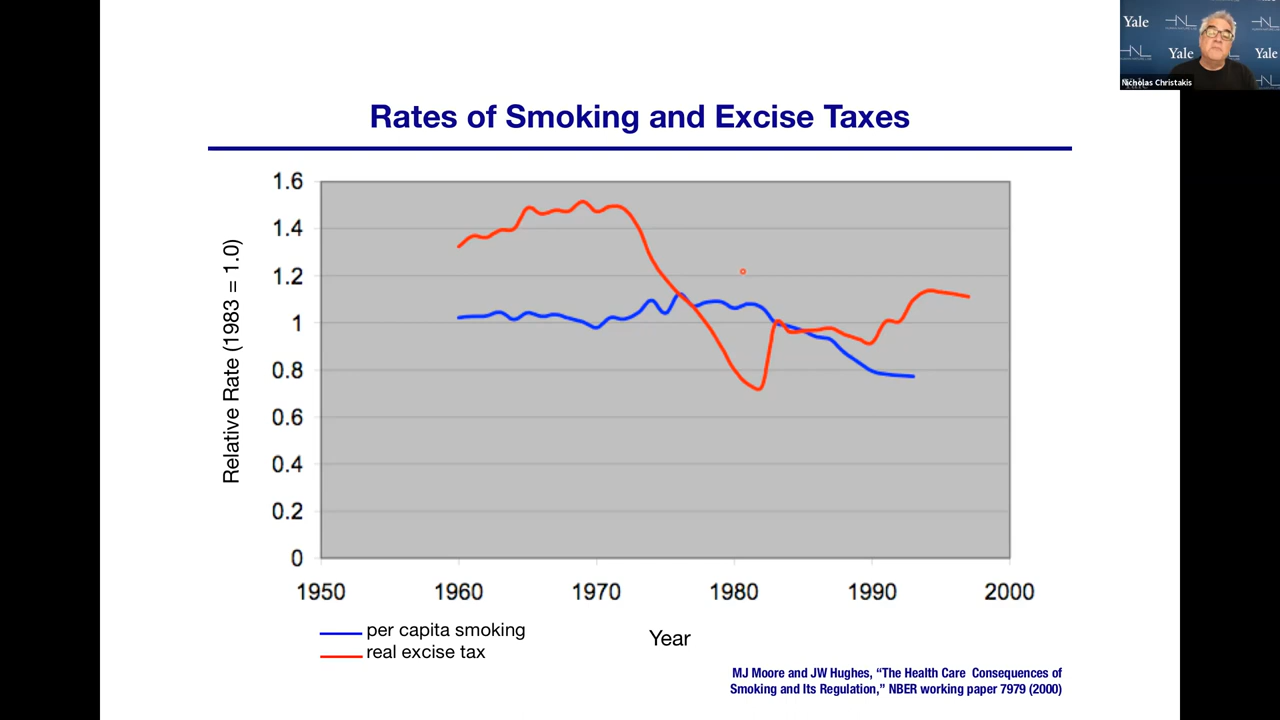 Yale
Yale
Yale
Nicholas Christakis
Rates of Smoking and Excise Taxes
1.6
1.4
1.2
1
0.8
0.6
0.4
0.2
0
Relative Rate (1983 = 1.0)
1950 1960 1970 1980 1990 2000
per capita smoking
real excise tax
Year
MJ Moore and JW Hughes, “The Health Care Consequences of
Smoking and Its Regulation,” NBER working paper 7979 (2000)